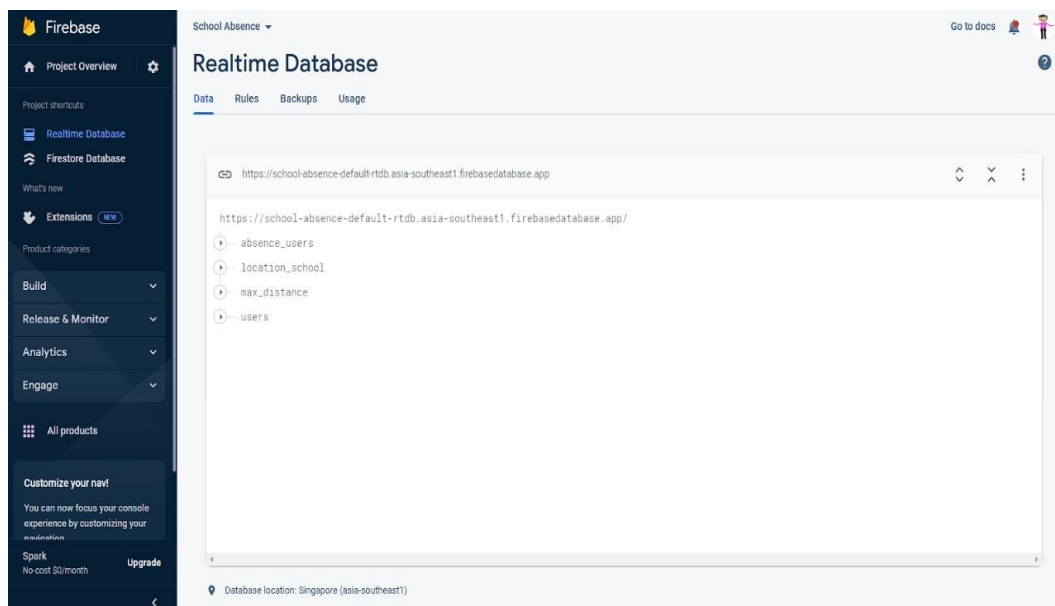 Firebase
Project Overview
Project shortcuts
Realtime Database
Firestore Database
What's new
Extensions NEW
Product categories
Build
Release & Monitor
Analytics
Engage
All products
Customize your nav!
You can now focus your console
experience by customizing your
navigation
Spark
No-cost $0/month
Upgrade
School Absence
Go to docs
Realtime Database
Data Rules Backups Usage
https://school-absence-default-rtdb.asia-southeast1.firebasedatabase.app
https://school-absence-default-rtdb.asia-southeast1.firebasedatabase.app/
absence_users
location_school
max_distance
users
Database location: Singapore (asia-southeast1)